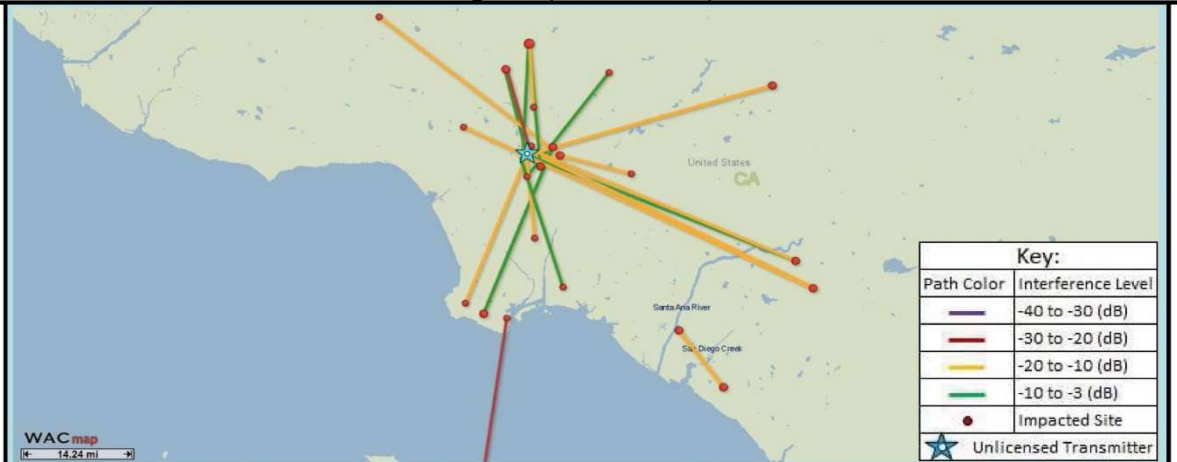 United States
CA
Santa Ana River
San Diego Creek
Key:
Path Color Interference Level
-40 to -30 (dB)
-30 to -20 (dB)
-20 to -10 (dB)
-10 to -3 (dB)
Impacted Site
Unlicensed Transmitter
WACmap
14.24 mi